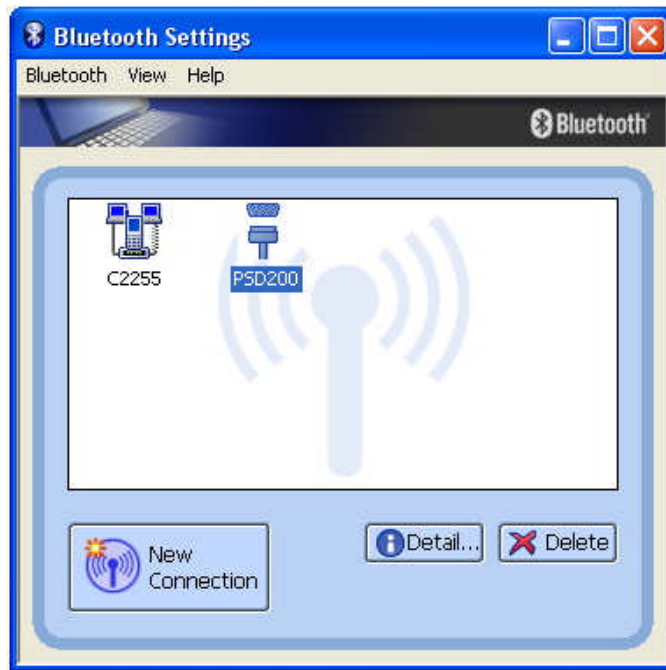 Bluetooth Settings
Bluetooth View Help
Bluetooth
C2255 PSD200
New
Connection
Detail... Delete